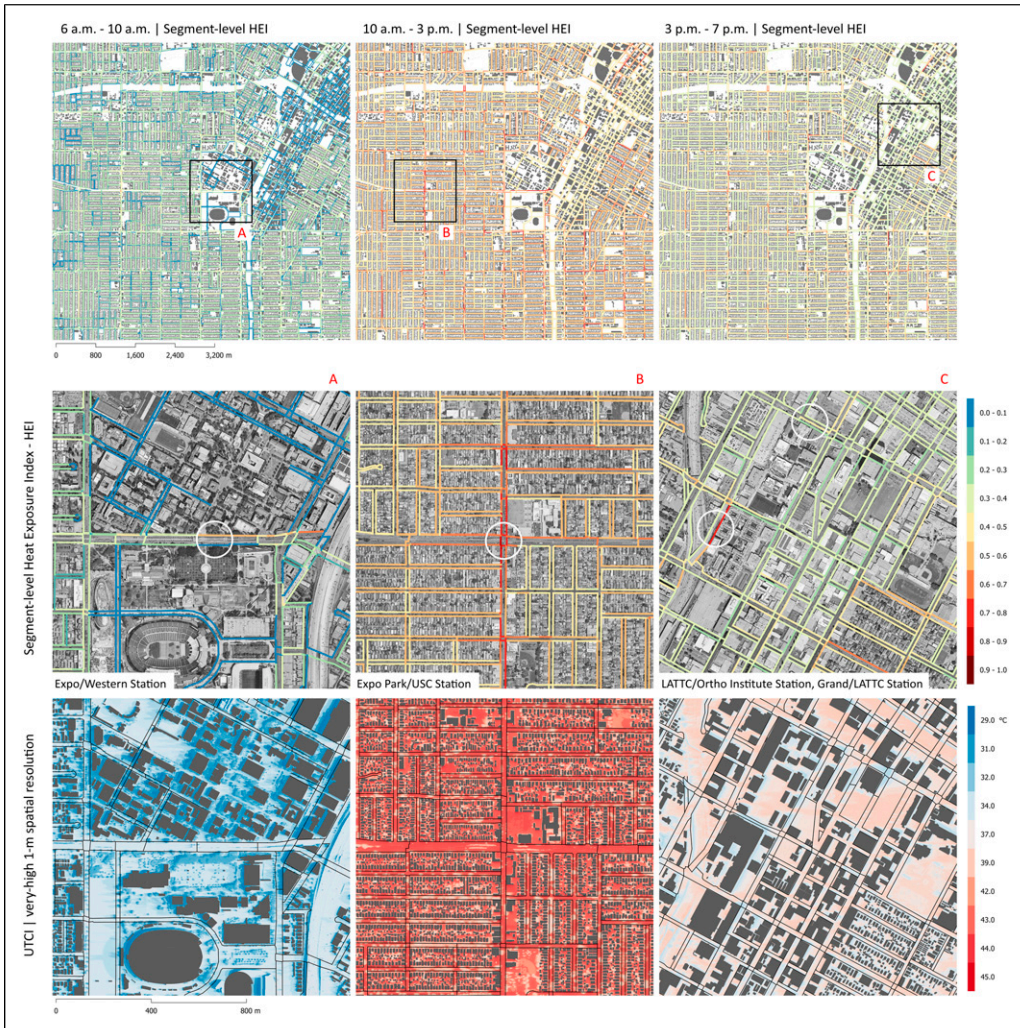 6 a.m. - 10 a.m. | Segment-level HEI
10 a.m. - 3 p.m. | Segment-level HEI
3 p.m. - 7 p.m. | Segment-level HEI
A
B
C
0 800 1,600 2,400 3,200 m
Segment-level Heat Exposure Index - HEI
A
B
C
Expo/Western Station
Expo Park/USC Station
LATTC/Ortho Institute Station, Grand/LATTC Station
0.0 - 0.1
0.1 - 0.2
0.2 - 0.3
0.3 - 0.4
0.4 - 0.5
0.5 - 0.6
0.6 - 0.7
0.7 - 0.8
0.8 - 0.9
0.9 - 1.0
UTCI | very-high 1-m spatial resolution
29.0 °C
31.0
32.0
34.0
37.0
39.0
42.0
43.0
44.0
45.0
0 400 800 m